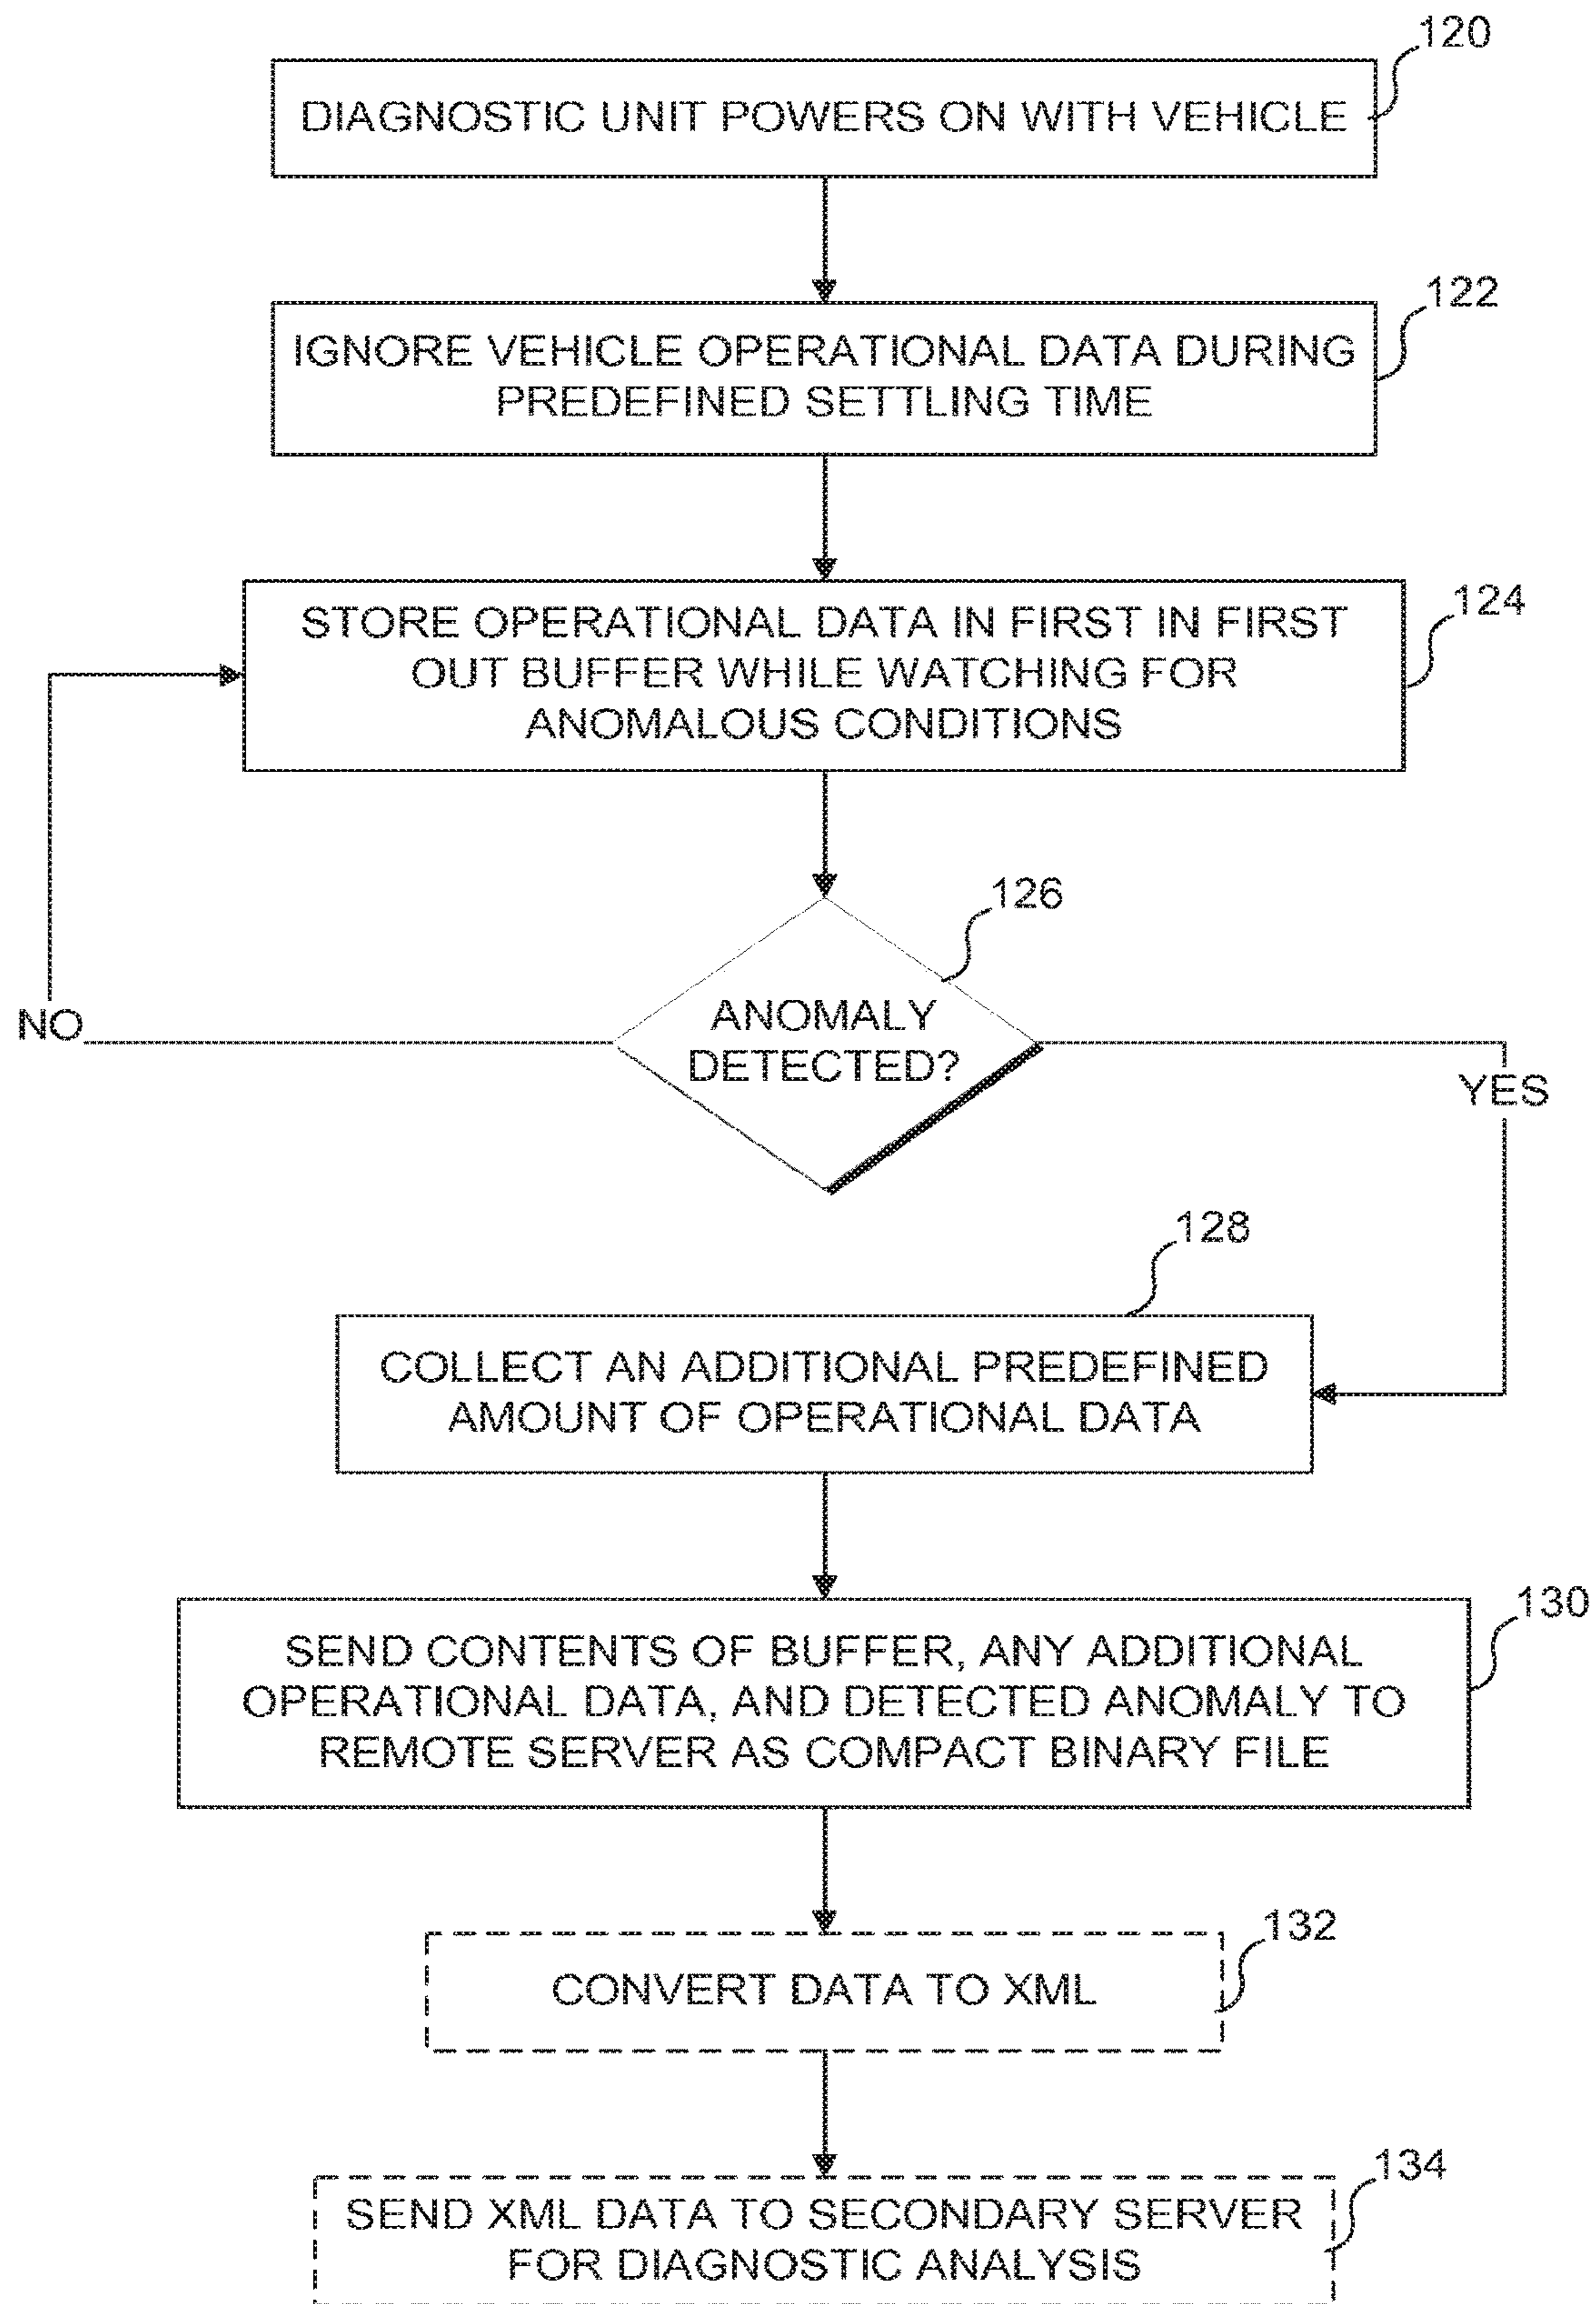 120
DIAGNOSTIC UNIT POWERS ON WITH VEHICLE
122
IGNORE VEHICLE OPERATIONAL DATA DURING
PREDEFINED SETTLING TIME
124
STORE OPERATIONAL DATA IN FIRST IN FIRST
OUT BUFFER WHILE WATCHING FOR
ANOMALOUS CONDITIONS
126
ANOMALY
DETECTED?
NO
YES
128
COLLECT AN ADDITIONAL PREDEFINED
AMOUNT OF OPERATIONAL DATA
130
SEND CONTENTS OF BUFFER, ANY ADDITIONAL
OPERATIONAL DATA, AND DETECTED ANOMALY TO
REMOTE SERVER AS COMPACT BINARY FILE
132
CONVERT DATA TO XML
134
SEND XML DATA TO SECONDARY SERVER
FOR DIAGNOSTIC ANALYSIS